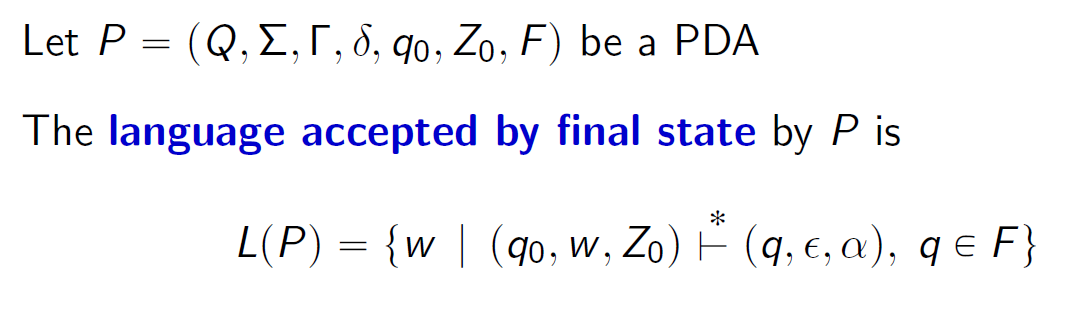 Let P = (Q, Σ, Γ, δ, q₀, Z₀, F) be a PDA
The language accepted by final state by P is
L(P) = {w | (q₀, w, Z₀) ⊢* (q, ϵ, α), q ∈ F}